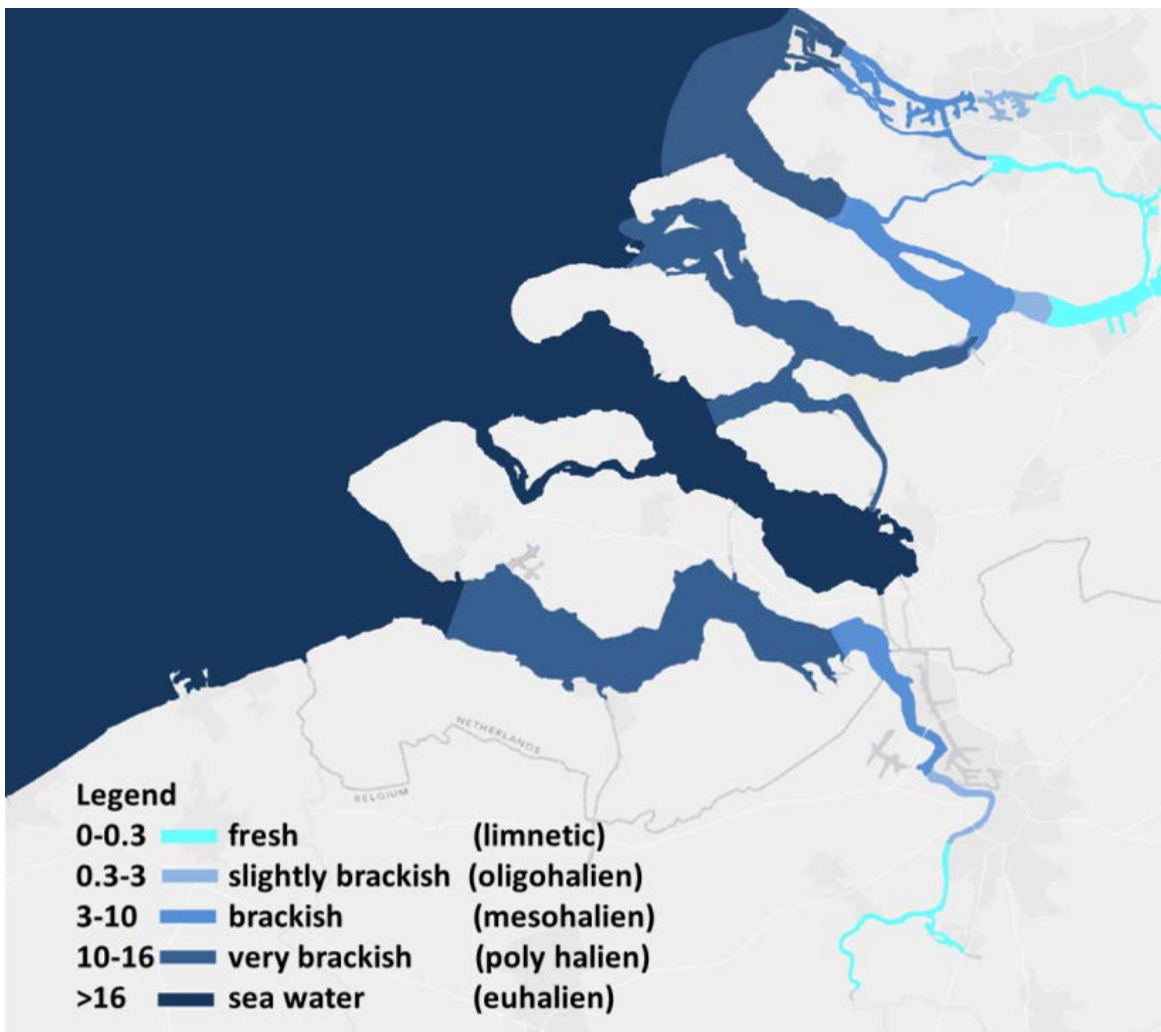 NETHERLANDS
BELGIUM
Legend
0-0.3 fresh (limnetic)
0.3-3 slightly brackish (oligohalien)
3-10 brackish (mesohalien)
10-16 very brackish (poly halien)
>16 sea water (euhalien)